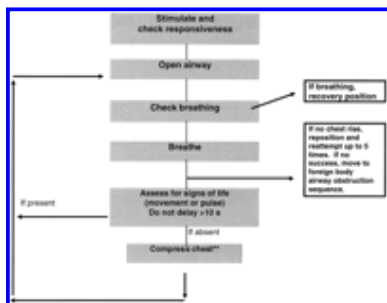 Stimulate and
check responsiveness
Open airway
Check breathing
If breathing,
recovery position
Breathe
If no chest rise,
reposition and
reattempt up to 5
times. If no
success, move to
foreign body
airway obstruction
sequence.
Assess for signs of life
(movement or pulse)
Do not delay >10 s
If present
If absent
Compress chest**